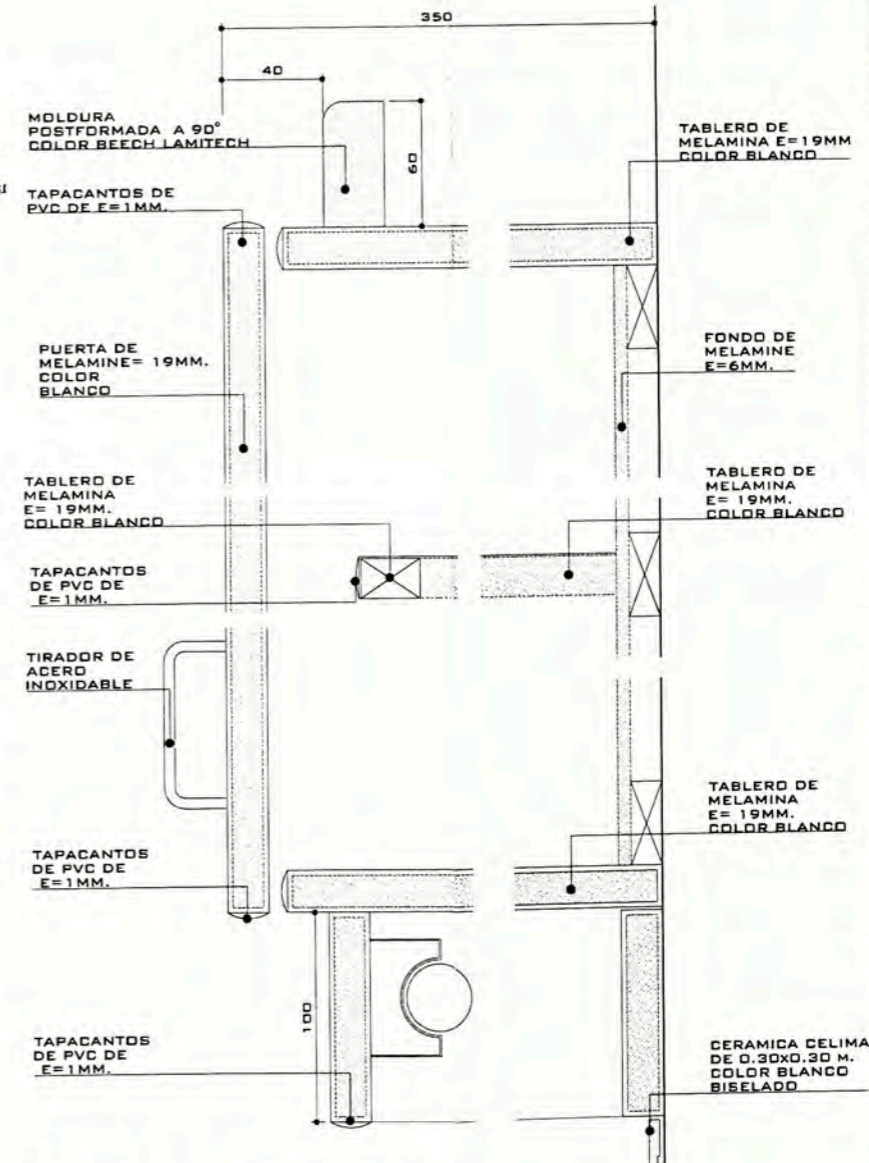 350
40
MOLDURA
POSTFORMADA A 90°
COLOR BEECH LAMITECH
60
TABLERO DE
MELAMINA E=19MM
COLOR BLANCO
TAPACANTOS DE
PVC DE E=1MM.
PUERTA DE
MELAMINE= 19MM.
COLOR
BLANCO
FONDO DE
MELAMINE
E=6MM.
TABLERO DE
MELAMINA
E= 19MM.
COLOR BLANCO
TABLERO DE
MELAMINA
E= 19MM.
COLOR BLANCO
TAPACANTOS
DE PVC DE
E=1MM.
TIRADOR DE
ACERO
INOXIDABLE
TABLERO DE
MELAMINA
E= 19MM.
COLOR BLANCO
TAPACANTOS
DE PVC DE
E=1MM.
100
TAPACANTOS
DE PVC DE
E=1MM.
CERAMICA CELIMA
DE 0.30X0.30 M.
COLOR BLANCO
BISELADO